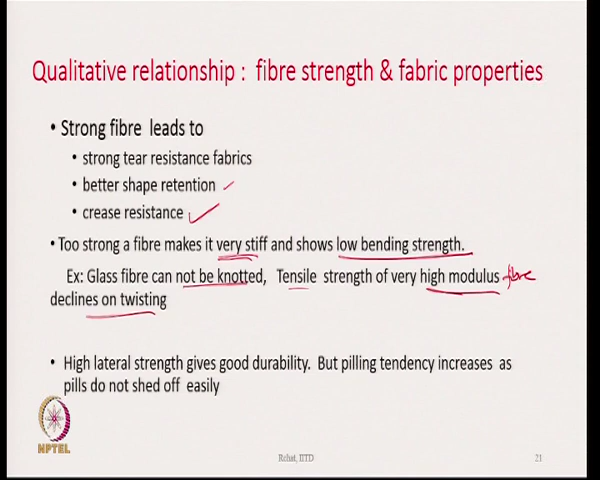 Qualitative relationship : fibre strength & fabric properties
• Strong fibre leads to
• strong tear resistance fabrics
• better shape retention
• crease resistance
• Too strong a fibre makes it very stiff and shows low bending strength.
Ex: Glass fibre can not be knotted, Tensile strength of very high modulus fibre
declines on twisting
• High lateral strength gives good durability. But pilling tendency increases as
pills do not shed off easily
NPTEL
Rchat, IITD
21